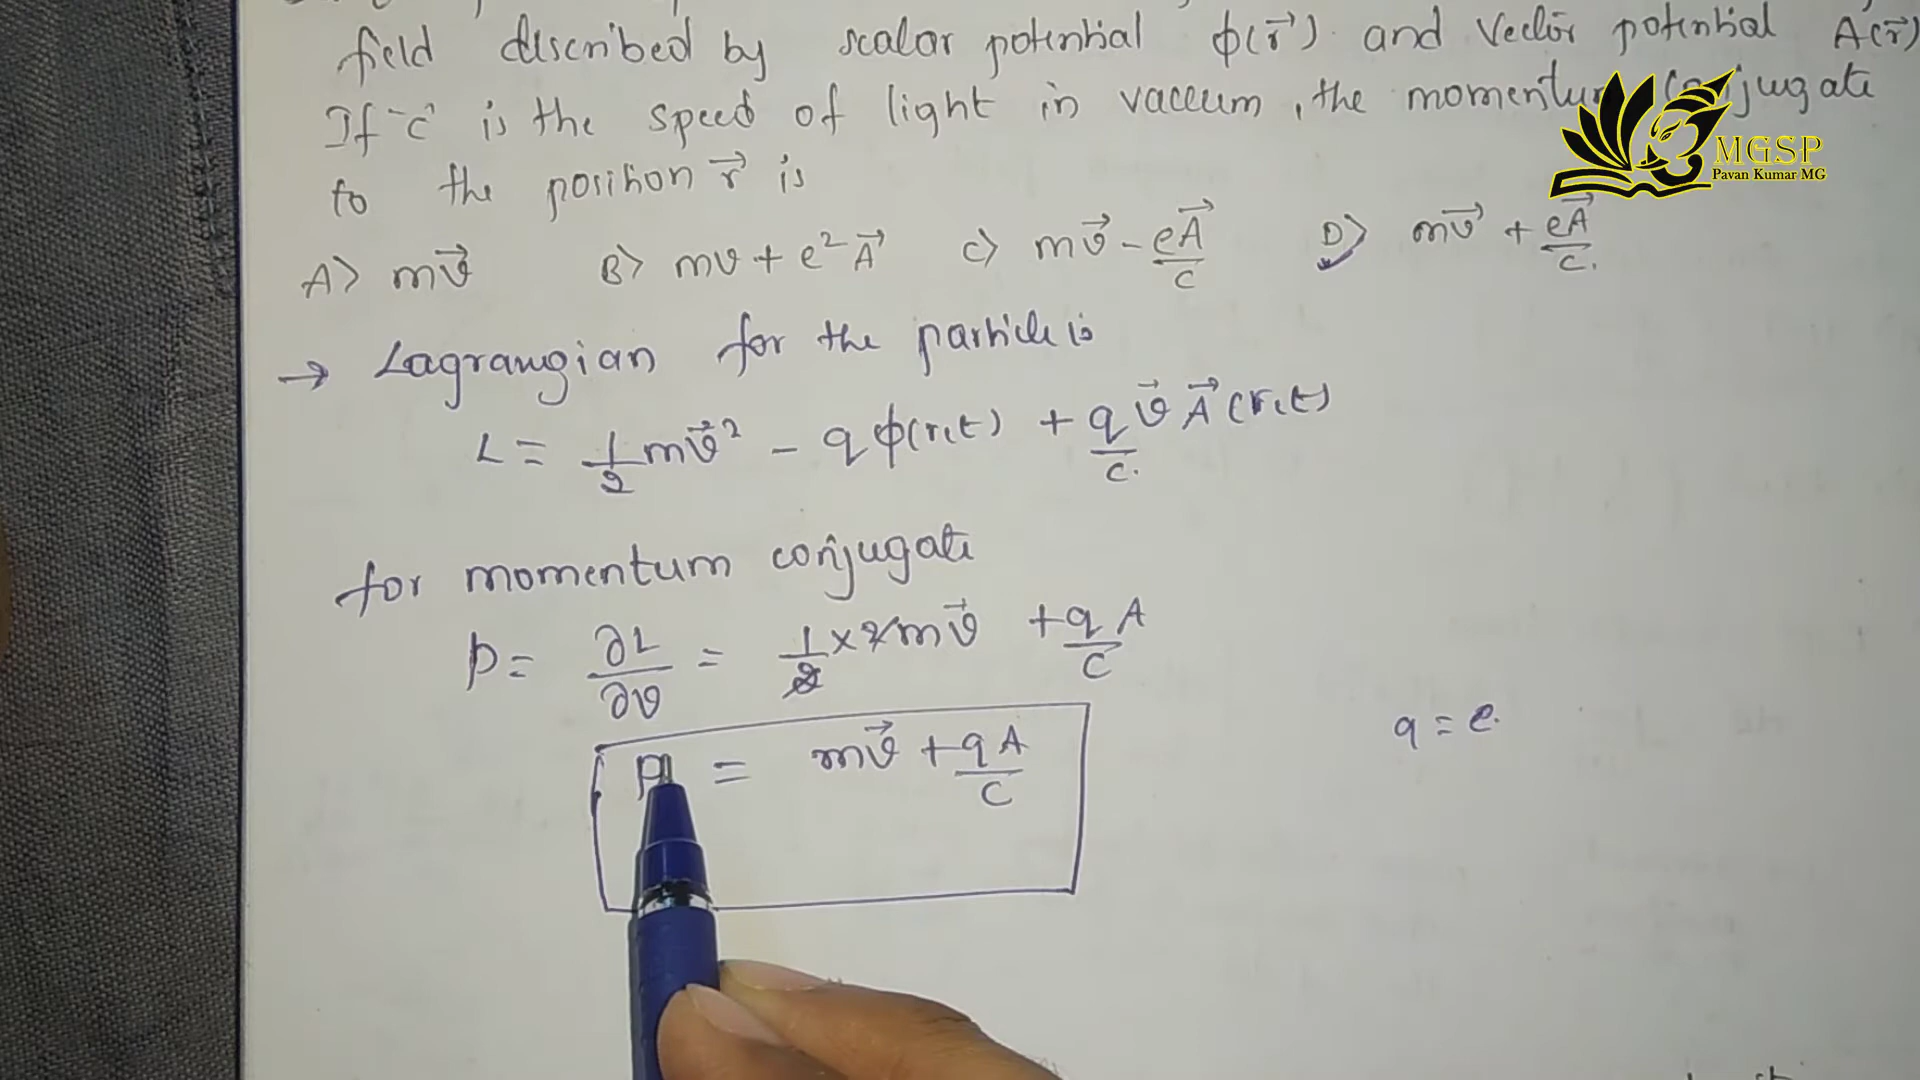 field described by scalar potential ϕ(r⃗). and Vector potential A(r⃗)
If "c" is the speed of light in vaccum, the momentum conjugate
MGSP
Pavan Kumar MG
to the position r⃗ is
A> mv⃗ B> mv + e² A⃗ C> mv⃗ - eA⃗/c D> mv⃗ + eA⃗/c.
→ Lagrangian for the particle is
L = 1/2 mv⃗² - qϕ(r,t) + q/c. v⃗ A⃗(r,t)
for momentum conjugate
p = ∂L/∂v = 1/2 × 2mv⃗ + q/c A
p = mv⃗ + qA/c
q = e.